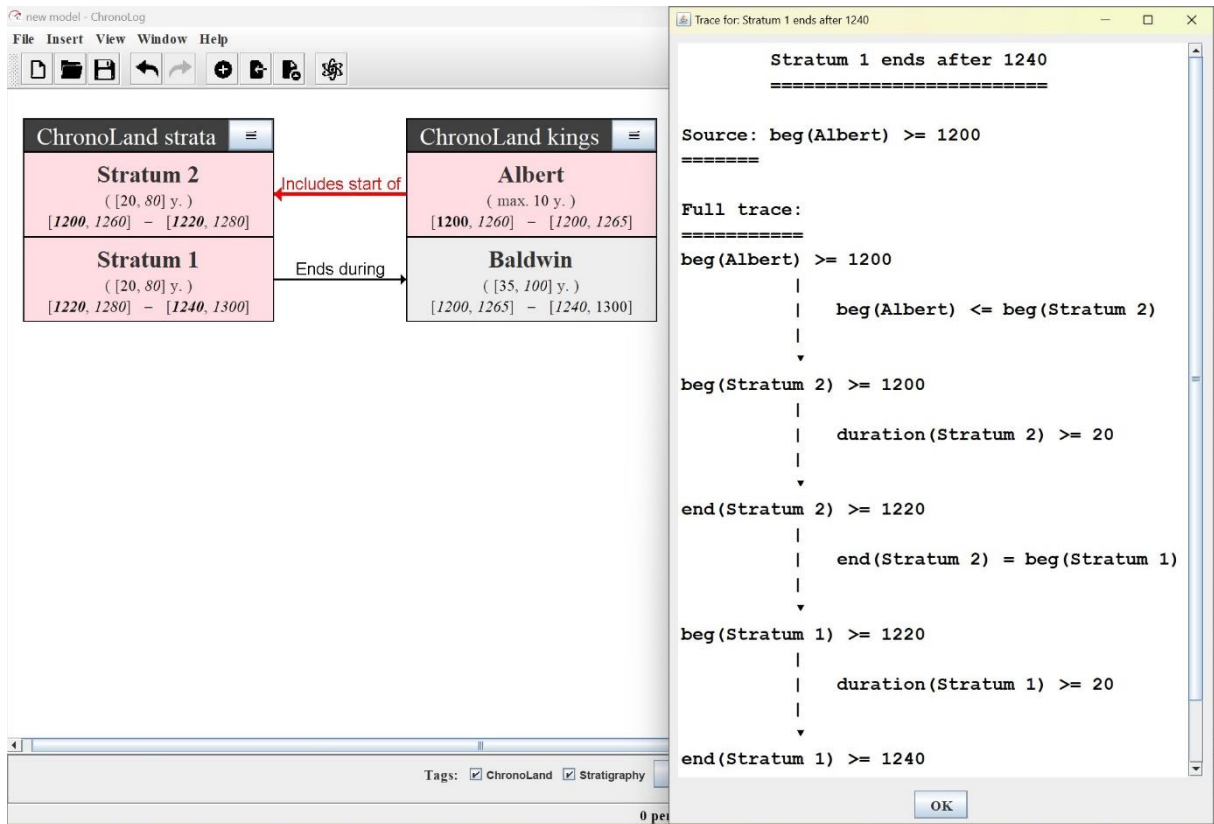 new model - ChronoLog
File Insert View Window Help
ChronoLand strata
Stratum 2
( [20, 80] y. )
[1200, 1260] – [1220, 1280]
Stratum 1
( [20, 80] y. )
[1220, 1280] – [1240, 1300]
Includes start of
Ends during
ChronoLand kings
Albert
( max. 10 y. )
[1200, 1260] – [1200, 1265]
Baldwin
( [35, 100] y. )
[1200, 1265] – [1240, 1300]
Tags: ChronoLand Stratigraphy
0 per
Trace for: Stratum 1 ends after 1240
Stratum 1 ends after 1240
=========================
Source: beg(Albert) >= 1200
=======
Full trace:
===========
beg(Albert) >= 1200
|
| beg(Albert) <= beg(Stratum 2)
|
▼
beg(Stratum 2) >= 1200
|
| duration(Stratum 2) >= 20
|
▼
end(Stratum 2) >= 1220
|
| end(Stratum 2) = beg(Stratum 1)
|
▼
beg(Stratum 1) >= 1220
|
| duration(Stratum 1) >= 20
|
▼
end(Stratum 1) >= 1240
OK